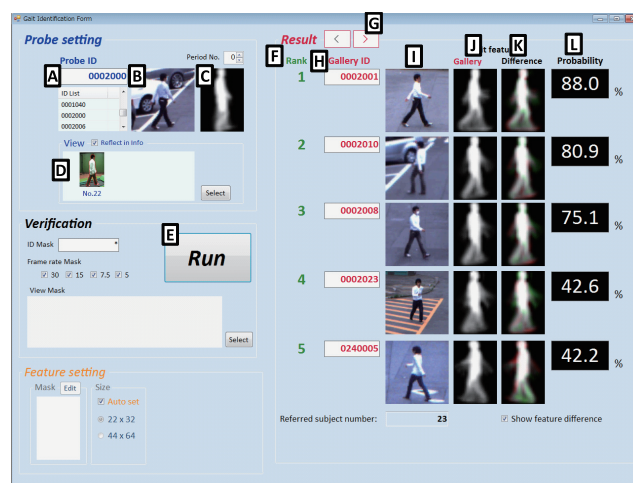 Gait Identification Form
Probe setting
Probe ID
Period No. 0
A 0002000 B C
ID List
0001040
0002000
0002006
View Reflect in Info
D
No.22
Select
Verification
ID Mask *
E
Run
Frame rate Mask
30 15 7.5 5
View Mask
Select
Feature setting
Mask Edit Size
Auto set
22 x 32
44 x 64
Result < > G
F Rank H Gallery ID I J Gallery K Difference L Probability
t featur
1 0002001 88.0 %
2 0002010 80.9 %
3 0002008 75.1 %
4 0002023 42.6 %
5 0240005 42.2 %
Referred subject number: 23 Show feature difference